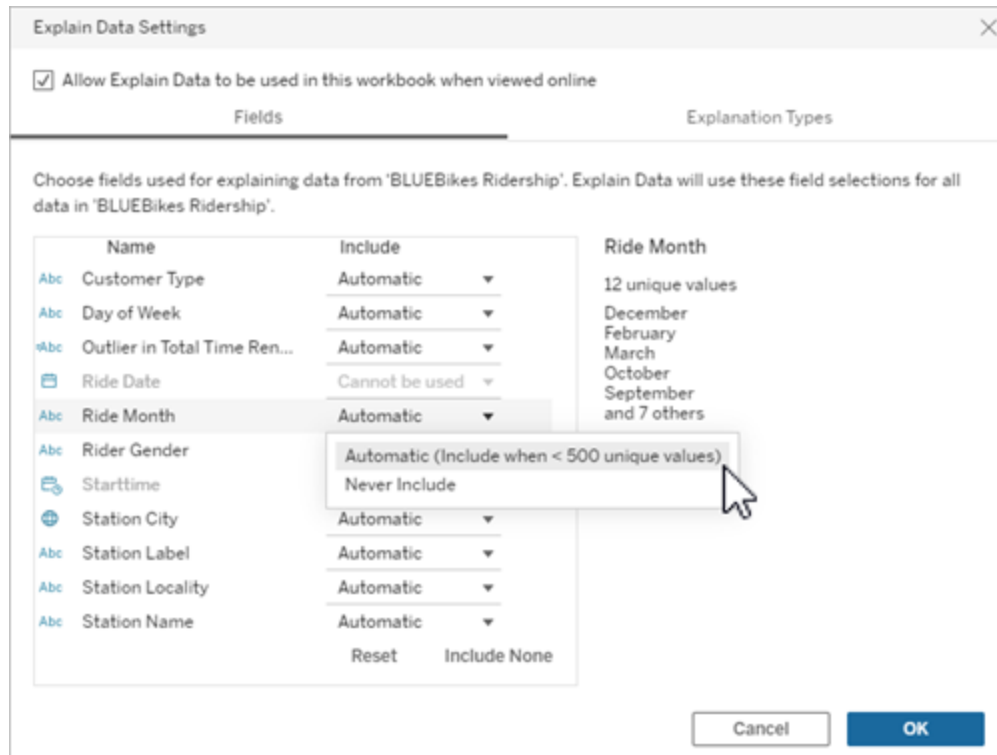 Explain Data Settings
Allow Explain Data to be used in this workbook when viewed online
Fields
Explanation Types
Choose fields used for explaining data from 'BLUEBikes Ridership'. Explain Data will use these field selections for all
data in 'BLUEBikes Ridership'.
Name Include
Abc Customer Type Automatic
Abc Day of Week Automatic
Abc Outlier in Total Time Ren... Automatic
Ride Date Cannot be used
Abc Ride Month Automatic
Abc Rider Gender
Automatic (Include when < 500 unique values)
Never Include
Starttime
Station City Automatic
Abc Station Label Automatic
Abc Station Locality Automatic
Abc Station Name Automatic
Reset Include None
Ride Month
12 unique values
December
February
March
October
September
and 7 others
Cancel
OK